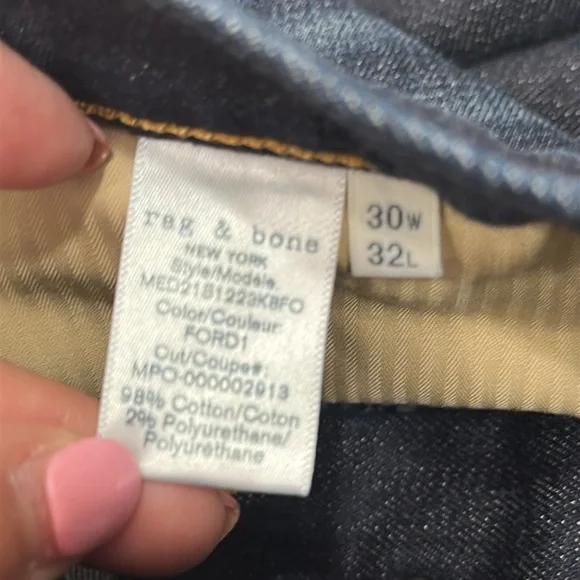 rag & bone
NEW YORK
Style/Modèle
MED21S1223K8FO
Color/Couleur
FORD1
Cut/Coupe#:
MPO-000002913
98% Cotton/Coton
2% Polyurethane/
Polyurethane
30W
32L